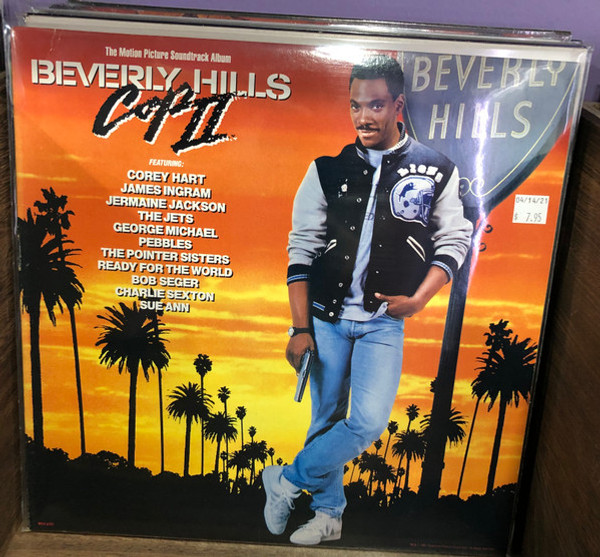 The Motion Picture Soundtrack Album
BEVERLY HILLS
Cop II
FEATURING:
COREY HART
JAMES INGRAM
JERMAINE JACKSON
THE JETS
GEORGE MICHAEL
PEBBLES
THE POINTER SISTERS
READY FOR THE WORLD
BOB SEGER
CHARLIE SEXTON
SUE ANN
BEVERLY
HILLS
Lions
04/14/21
$ 7.95